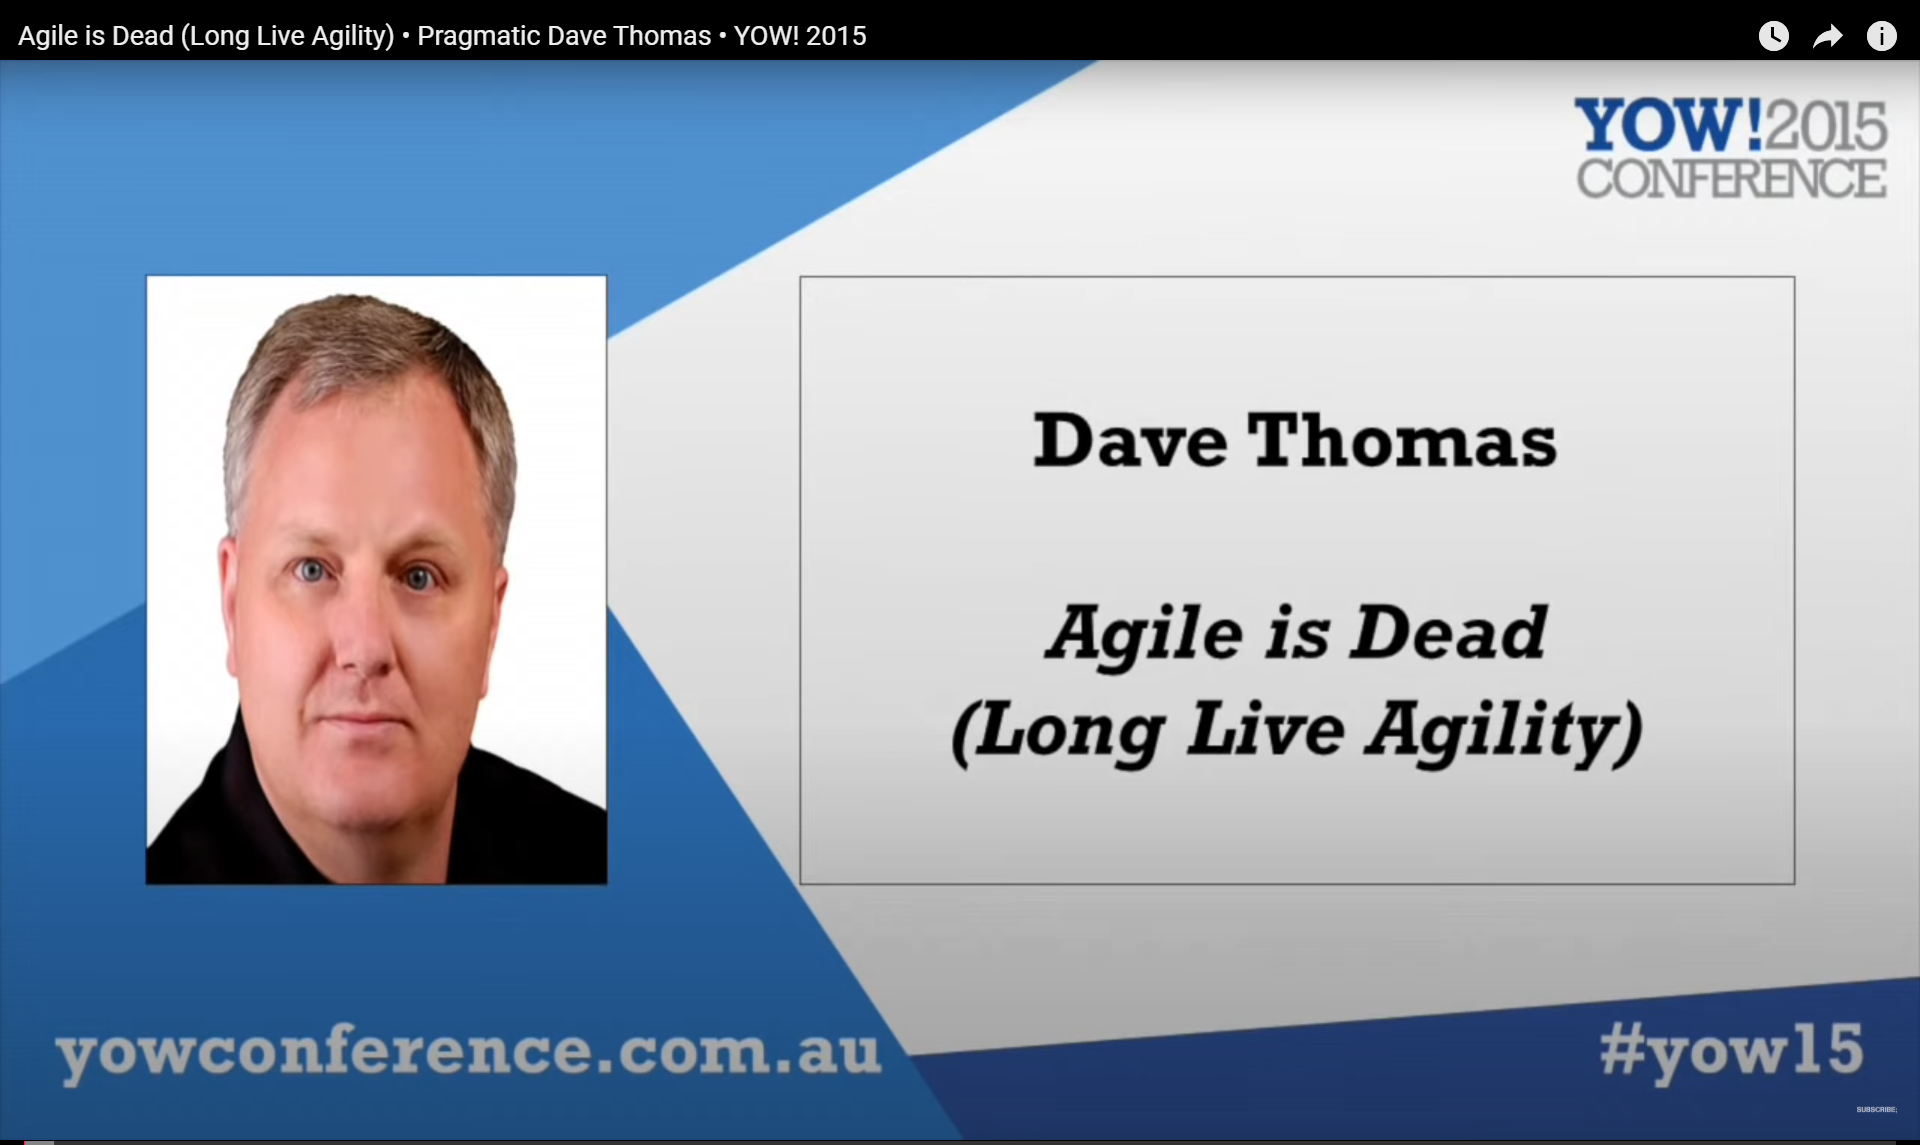 Agile is Dead (Long Live Agility) • Pragmatic Dave Thomas • YOW! 2015
YOW! 2015
CONFERENCE
Dave Thomas
Agile is Dead
(Long Live Agility)
yowconference.com.au
#yow15
SUBSCRIBE;